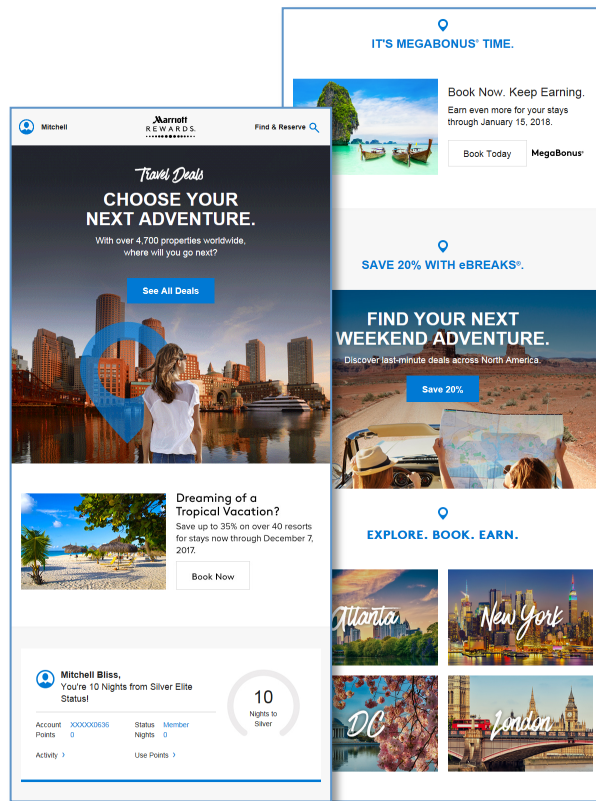 Mitchell
Marriott
REWARDS.
Find & Reserve
Travel Deals
CHOOSE YOUR
NEXT ADVENTURE.
With over 4,700 properties worldwide,
where will you go next?
See All Deals
Dreaming of a
Tropical Vacation?
Save up to 35% on over 40 resorts
for stays now through December 7,
2017.
Book Now
Mitchell Bliss,
You're 10 Nights from Silver Elite
Status!
Account XXXXX0636 Status Member
Points 0 Nights 0
Activity › Use Points ›
10
Nights to
Silver
IT'S MEGABONUS® TIME.
Book Now. Keep Earning.
Earn even more for your stays
through January 15, 2018.
Book Today
MegaBonus®
SAVE 20% WITH eBREAKS®.
FIND YOUR NEXT
WEEKEND ADVENTURE.
Discover last-minute deals across North America.
Save 20%
EXPLORE. BOOK. EARN.
Atlanta
New York
DC
London